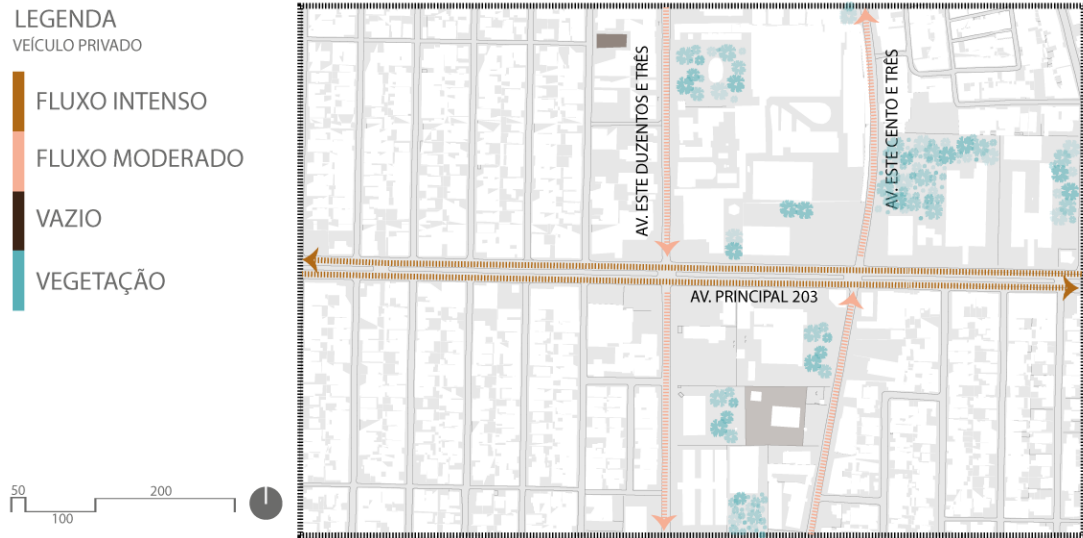 LEGENDA
VEÍCULO PRIVADO
FLUXO INTENSO
FLUXO MODERADO
VAZIO
VEGETAÇÃO
50
200
100
AV. ESTE DUZENTOS E TRÊS
AV. ESTE CENTO E TRÊS
AV. PRINCIPAL 203